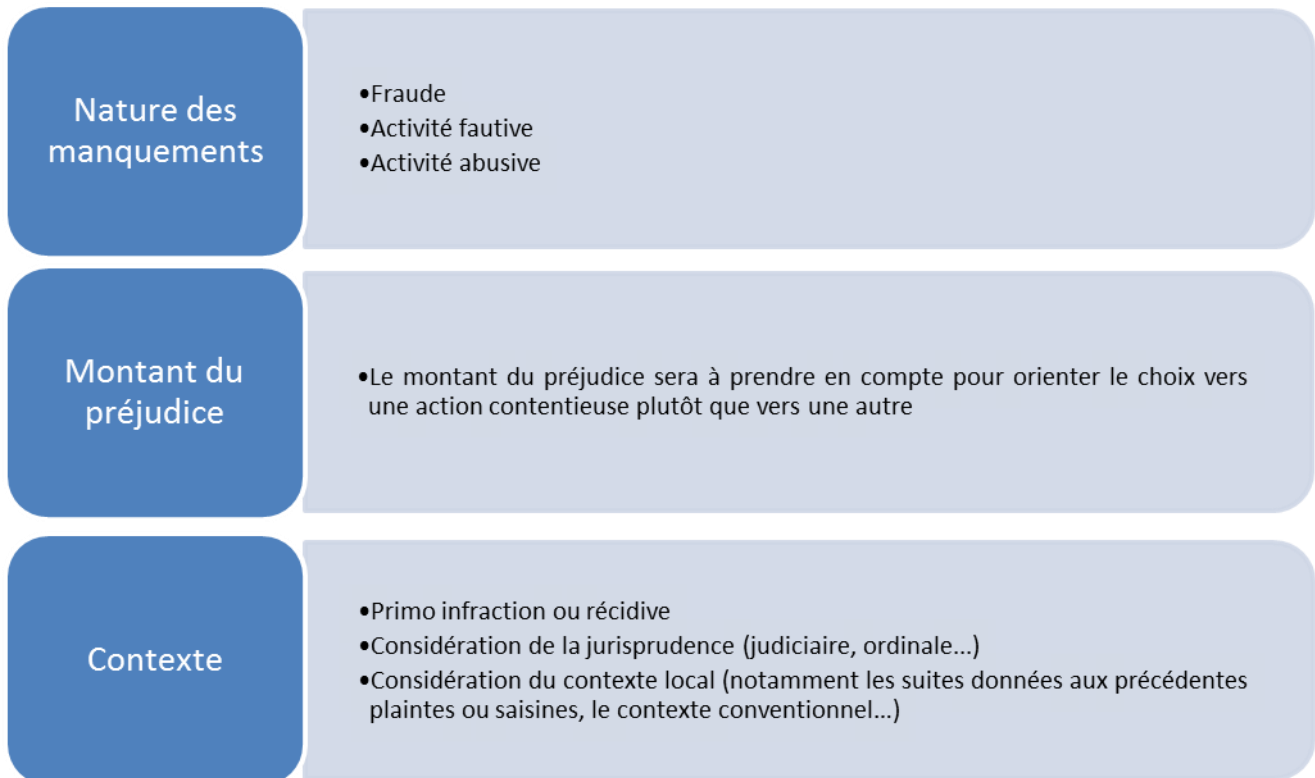 Nature des
manquements
•Fraude
•Activité fautive
•Activité abusive
Montant du
préjudice
•Le montant du préjudice sera à prendre en compte pour orienter le choix vers
une action contentieuse plutôt que vers une autre
Contexte
•Primo infraction ou récidive
•Considération de la jurisprudence (judiciaire, ordinale...)
•Considération du contexte local (notamment les suites données aux précédentes
plaintes ou saisines, le contexte conventionnel...)